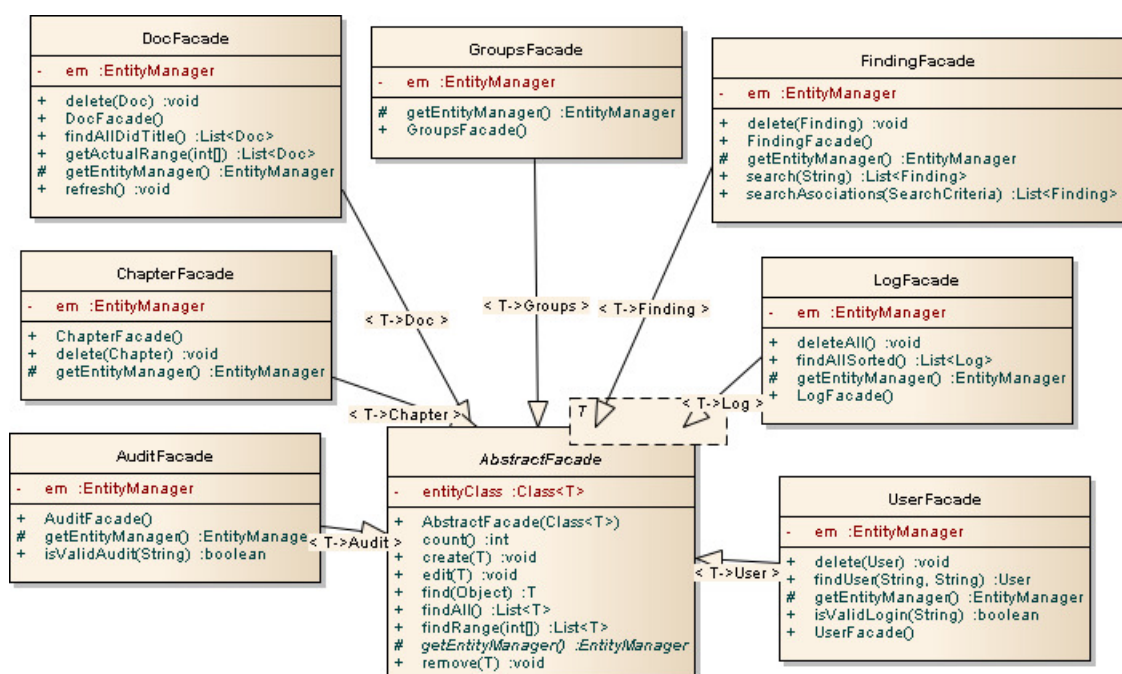 DocFacade
- em :EntityManager
+ delete(Doc) :void
+ DocFacade()
+ findAllDidTitle() :List<Doc>
+ getActualRange(int[]) :List<Doc>
# getEntityManager() :EntityManager
+ refresh() :void
GroupsFacade
- em :EntityManager
# getEntityManager() :EntityManager
+ GroupsFacade()
FindingFacade
- em :EntityManager
+ delete(Finding) :void
+ FindingFacade()
# getEntityManager() :EntityManager
+ search(String) :List<Finding>
+ searchAsociations(SearchCriteria) :List<Finding>
ChapterFacade
- em :EntityManager
+ ChapterFacade()
+ delete(Chapter) :void
# getEntityManager() :EntityManager
< T->Doc >
< T->Groups >
< T->Finding >
LogFacade
- em :EntityManager
+ deleteAll() :void
+ findAllSorted() :List<Log>
# getEntityManager() :EntityManager
+ LogFacade()
< T->Chapter >
T
< T->Log >
AuditFacade
- em :EntityManager
+ AuditFacade()
# getEntityManager() :EntityManage
+ isValidAudit(String) :boolean
< T->Audit >
AbstractFacade
- entityClass :Class<T>
+ AbstractFacade(Class<T>)
+ count() :int
+ create(T) :void
+ edit(T) :void
+ find(Object) :T
+ findAll() :List<T>
+ findRange(int[]) :List<T>
# getEntityManager() :EntityManager
+ remove(T) :void
< T->User >
UserFacade
- em :EntityManager
+ delete(User) :void
+ findUser(String, String) :User
# getEntityManager() :EntityManager
+ isValidLogin(String) :boolean
+ UserFacade()